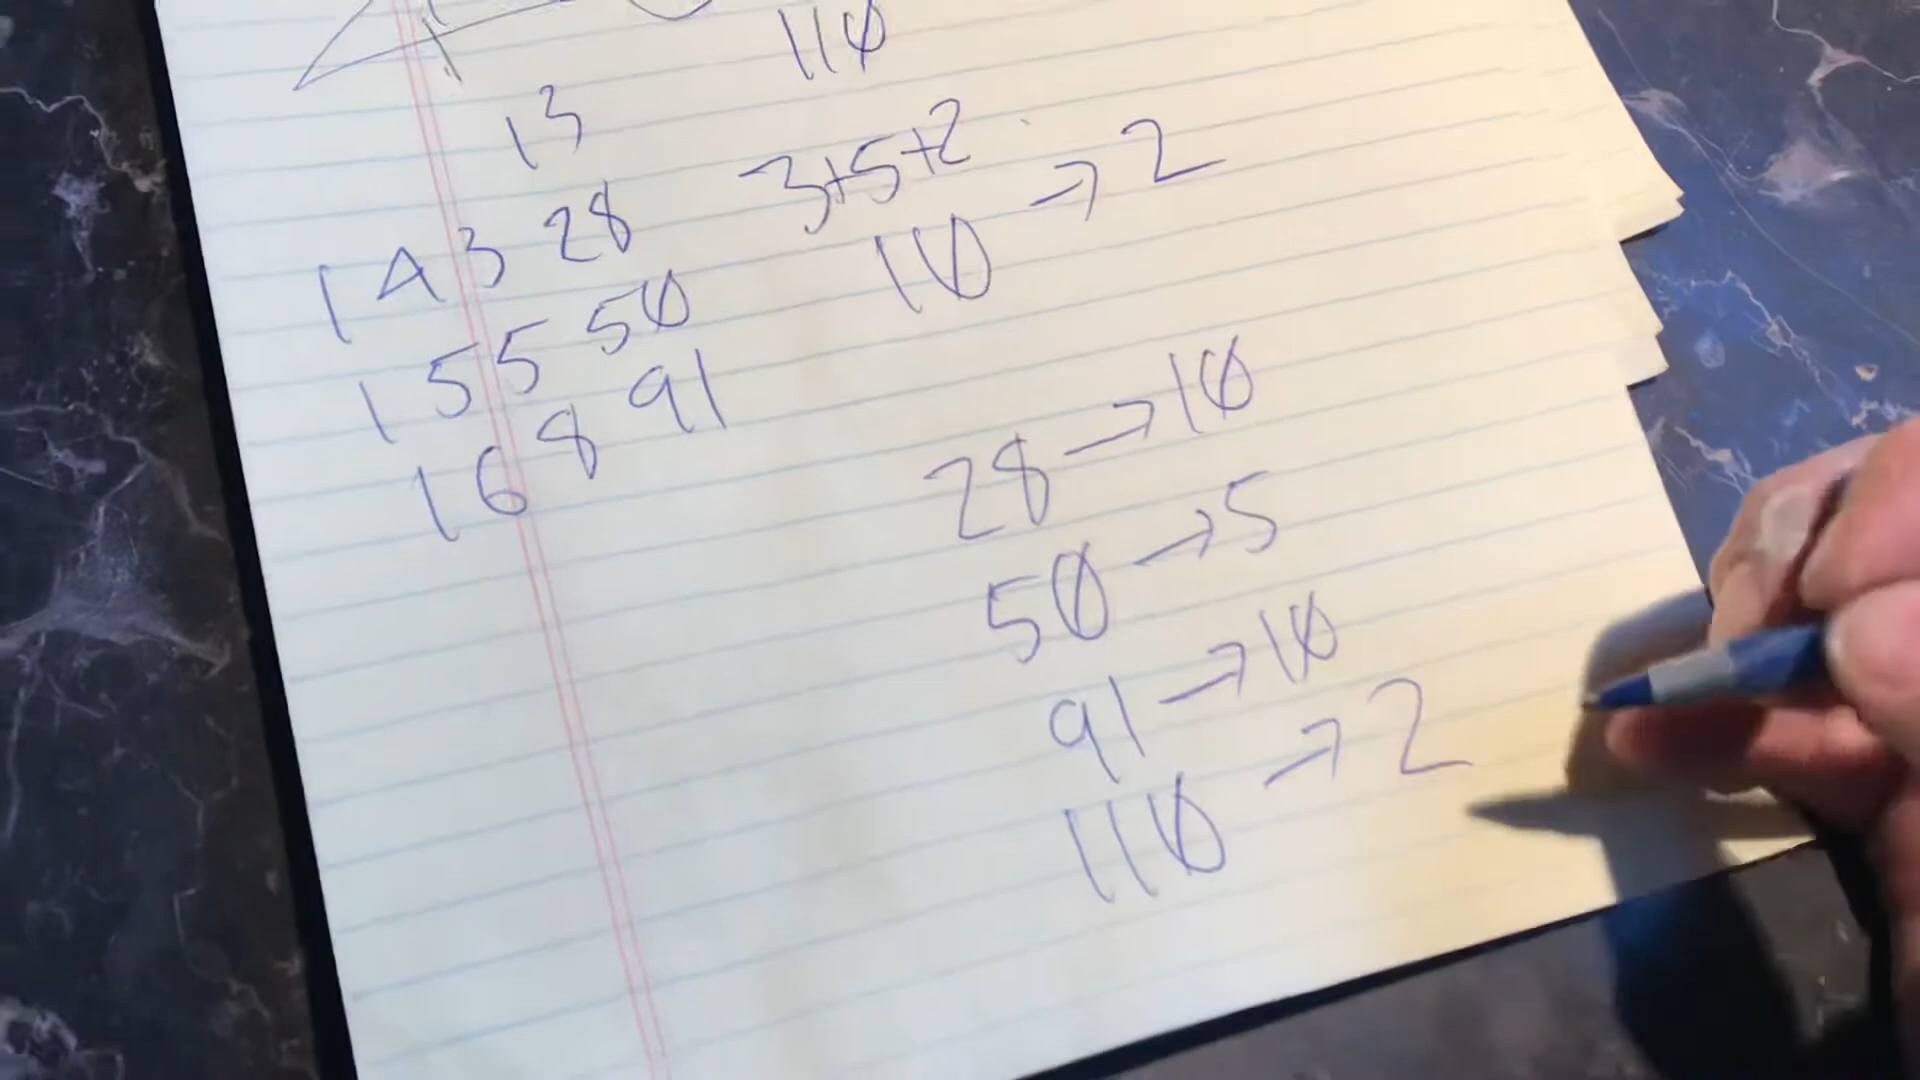 110
13
3+5+2
1 4 3 28
10 → 2
1 5 5 50
1 6 8 91
28 → 10
50 → 5
91 → 10
110 → 2